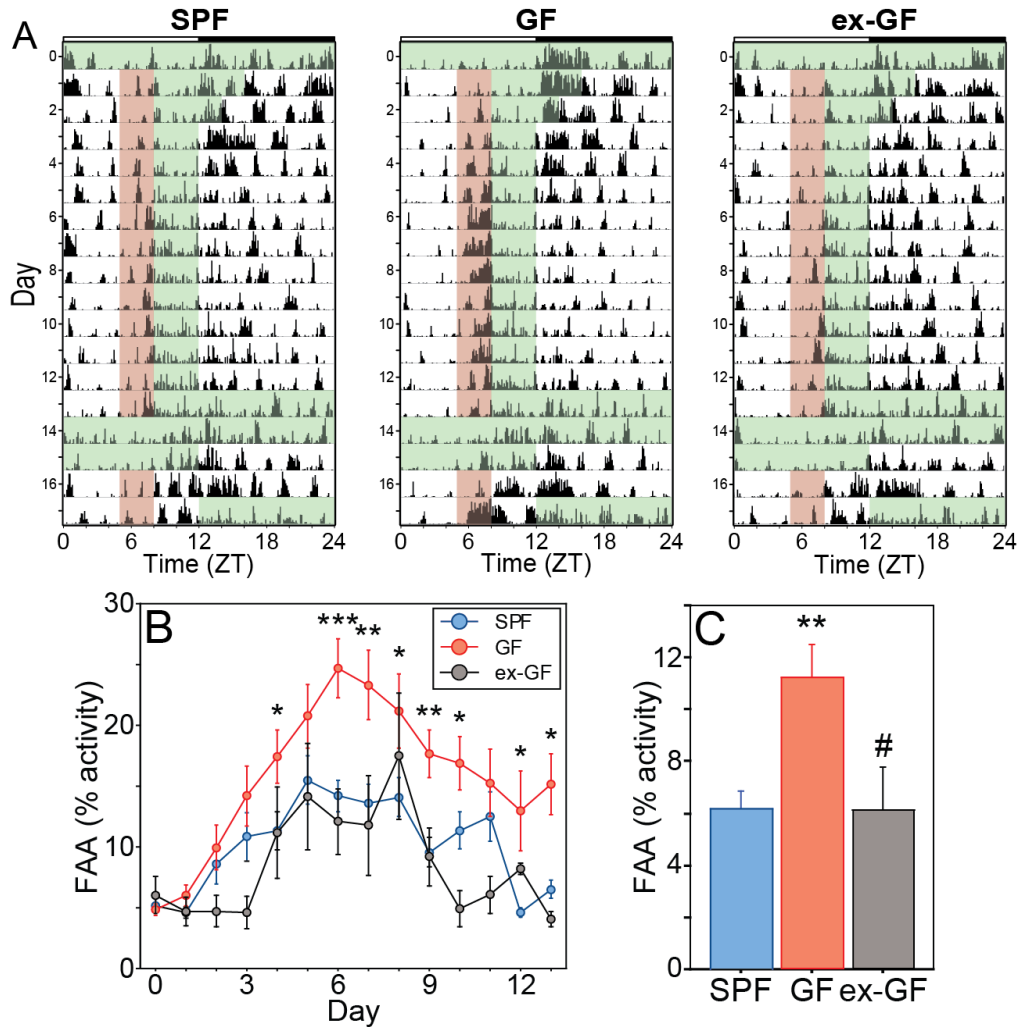 A
SPF
GF
ex-GF
Day
0
2
4
6
8
10
12
14
16
0 6 12 18 24
0 6 12 18 24
0 6 12 18 24
Time (ZT)
Time (ZT)
Time (ZT)
B
FAA (% activity)
30
20
10
0
0 3 6 9 12
Day
SPF
GF
ex-GF
*
***
**
*
**
*
*
*
C
FAA (% activity)
12
8
4
0
**
#
SPF GF ex-GF